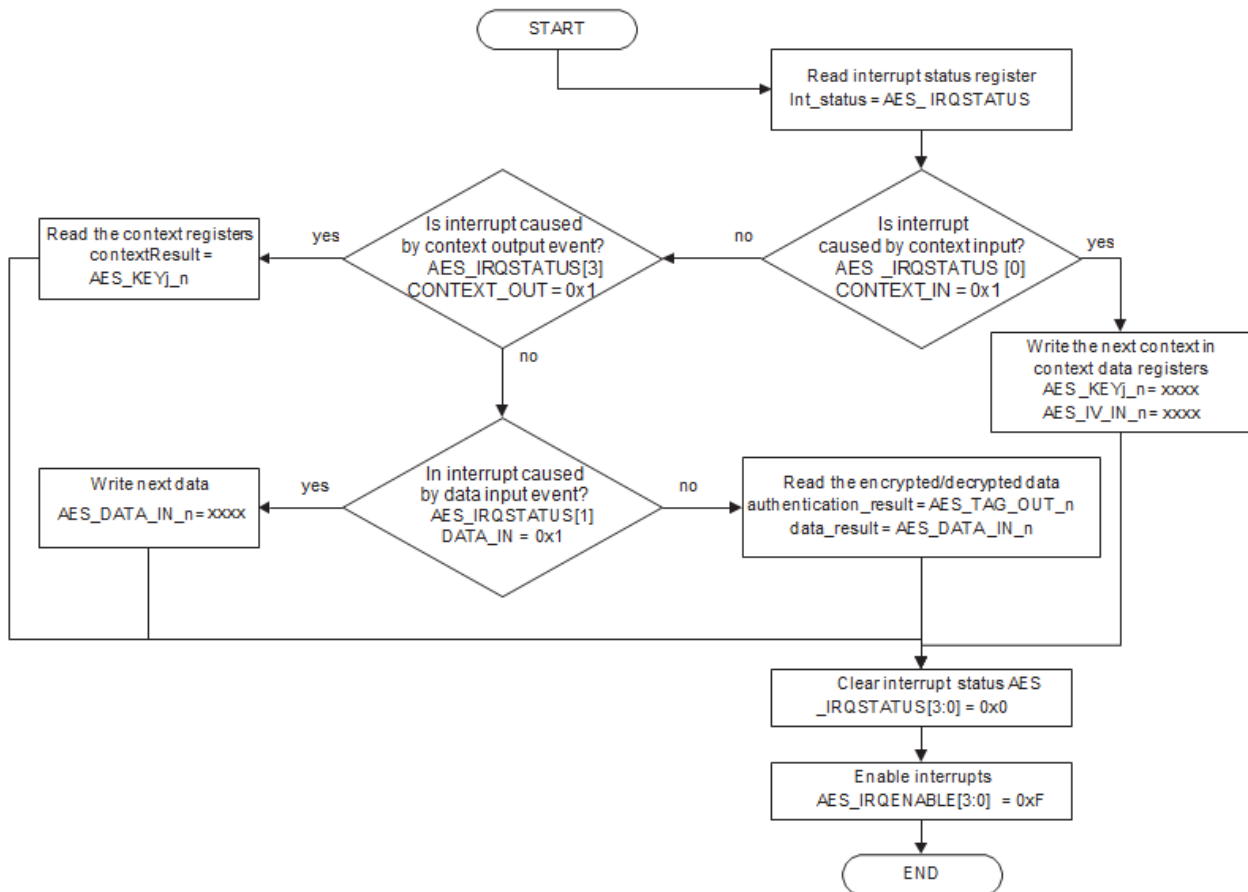 START
Read interrupt status register
Int_status = AES_ IRQSTATUS
Is interrupt
caused by context input?
AES _IRQSTATUS [0]
CONTEXT_IN = 0x1
no
yes
Is interrupt caused
by context output event?
AES_IRQSTATUS[3]
CONTEXT_OUT = 0x1
yes
no
Read the context registers
contextResult =
AES_KEYj_n
Write the next context in
context data registers
AES_KEYj_n= xxxx
AES_IV_IN_n= xxxx
In interrupt caused
by data input event?
AES_IRQSTATUS[1]
DATA_IN = 0x1
yes
no
Write next data
AES_DATA_IN_n= xxxx
Read the encrypted/decrypted data
authentication_result = AES_TAG_OUT_n
data_result = AES_DATA_IN_n
Clear interrupt status AES
_IRQSTATUS[3:0] = 0x0
Enable interrupts
AES_IRQENABLE[3:0] = 0xF
END